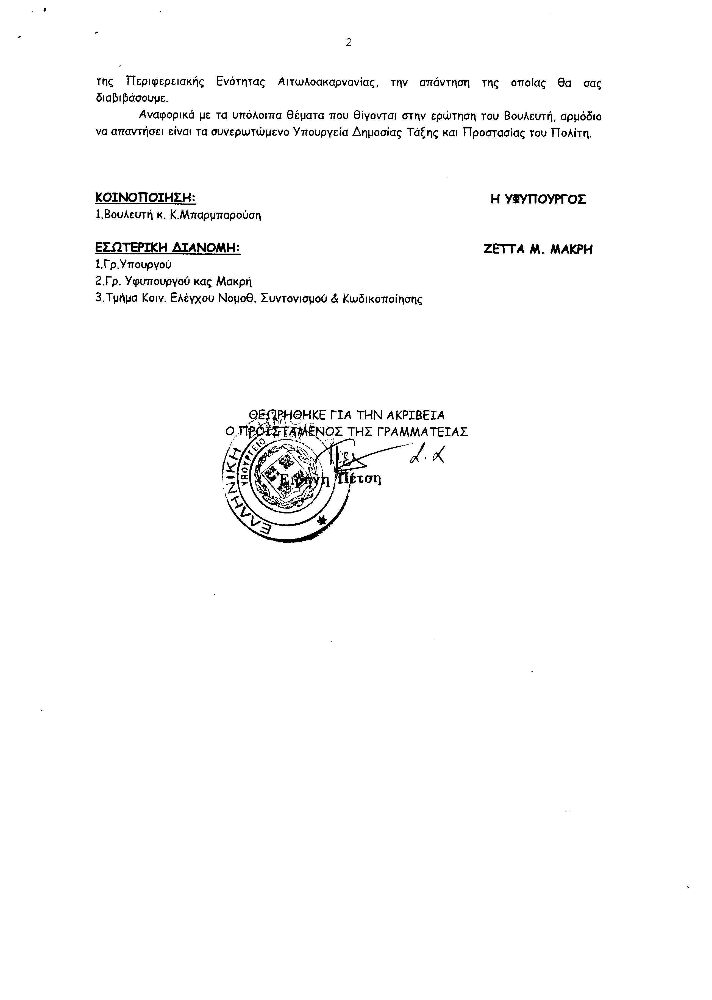 2
της Περιφερειακής Ενότητας Αιτωλοακαρνανίας, την απάντηση της οποίας θα σας
διαβιβάσουμε.
Αναφορικά με τα υπόλοιπα θέματα που θίγονται στην ερώτηση του Βουλευτή, αρμόδιο
να απαντήσει είναι τα συνερωτώμενο Υπουργεία Δημοσίας Τάξης και Προστασίας του Πολίτη.
ΚΟΙΝΟΠΟΙΗΣΗ:
Η ΥΦΥΠΟΥΡΓΟΣ
1.Βουλευτή κ. Κ.Μπαρμπαρούση
ΕΣΩΤΕΡΙΚΗ ΔΙΑΝΟΜΗ:
ΖΕΤΤΑ Μ. ΜΑΚΡΗ
1.Γρ.Υπουργού
2.Γρ. Υφυπουργού κας Μακρή
3.Τμήμα Κοιν. Ελέγχου Νομοθ. Συντονισμού & Κωδικοποίησης
ΘΕΩΡΗΘΗΚΕ ΓΙΑ ΤΗΝ ΑΚΡΙΒΕΙΑ
Ο ΠΡΟΪΣΤΑΜΕΝΟΣ ΤΗΣ ΓΡΑΜΜΑΤΕΙΑΣ
α.α
Ειρήνη Πέτση
ΕΛΛΗΝΙΚΗ
ΥΠΟΥΡΓΕΙΟ